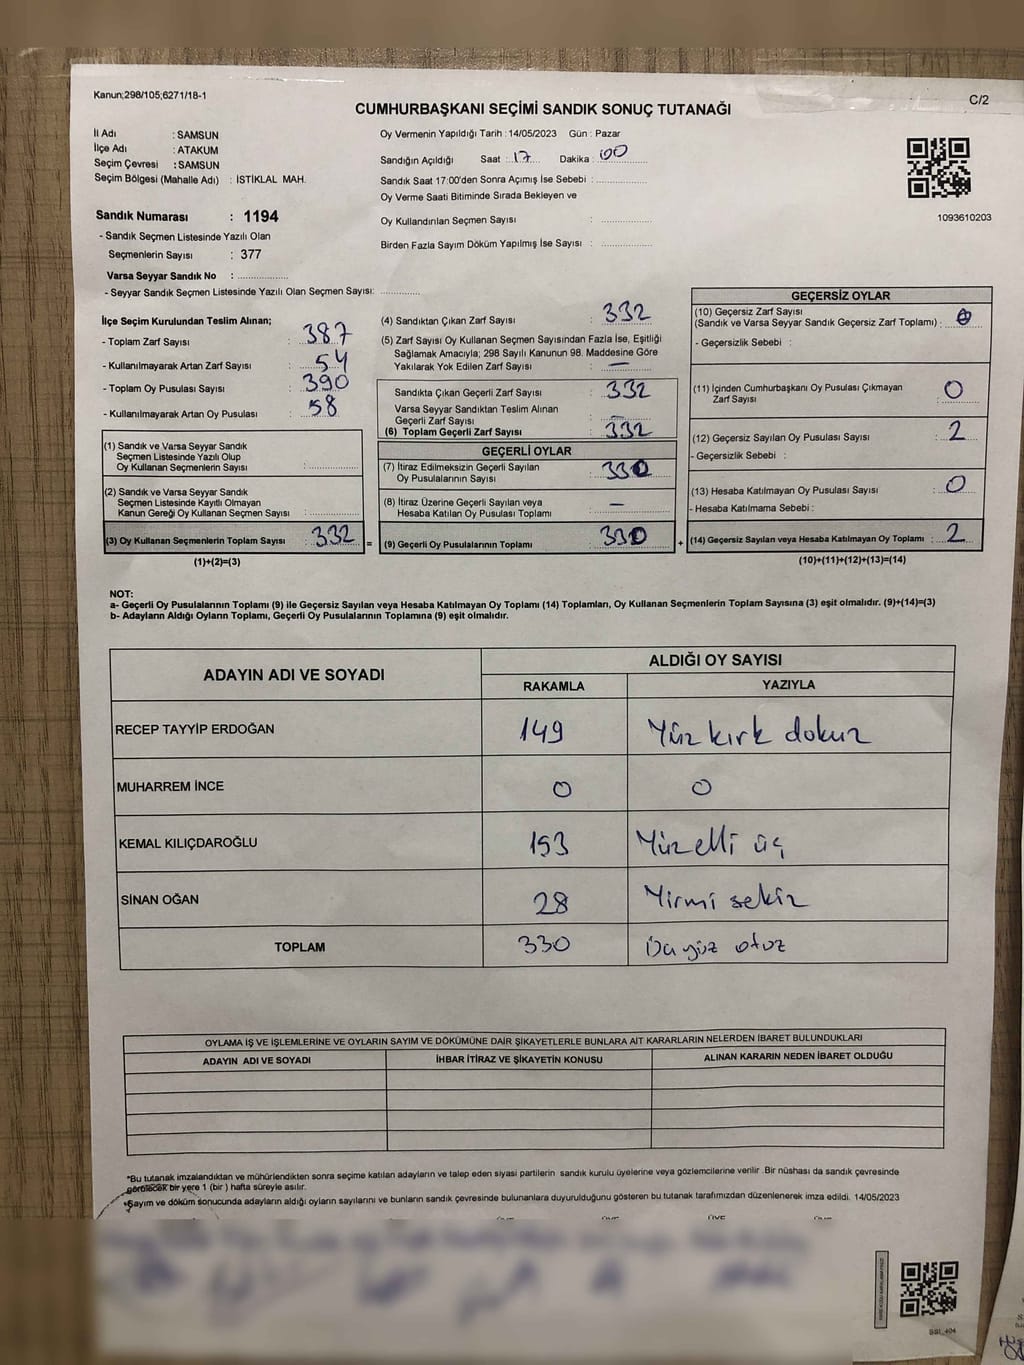 Kanun;298/105;6271/18-1
C/2
CUMHURBAŞKANI SEÇİMİ SANDIK SONUÇ TUTANAĞI
İl Adı : SAMSUN
İlçe Adı : ATAKUM
Seçim Çevresi : SAMSUN
Seçim Bölgesi (Mahalle Adı) : İSTİKLAL MAH.
Sandık Numarası : 1194
- Sandık Seçmen Listesinde Yazılı Olan
Seçmenlerin Sayısı : 377
Varsa Seyyar Sandık No : ...............
- Seyyar Sandık Seçmen Listesinde Yazılı Olan Seçmen Sayısı: ............
Oy Vermenin Yapıldığı Tarih : 14/05/2023 Gün : Pazar
Sandığın Açıldığı Saat : 17 Dakika : 00
Sandık Saat 17:00'den Sonra Açımış İse Sebebi : ...............
Oy Verme Saati Bitiminde Sırada Bekleyen ve
Oy Kullandırılan Seçmen Sayısı : ...............
Birden Fazla Sayım Döküm Yapılmış İse Sayısı : ...............
1093610203
İlçe Seçim Kurulundan Teslim Alınan;
- Toplam Zarf Sayısı : 387
- Kullanılmayarak Artan Zarf Sayısı : 54
- Toplam Oy Pusulası Sayısı : 390
- Kullanılmayarak Artan Oy Pusulası : 58
(1) Sandık ve Varsa Seyyar Sandık
Seçmen Listesinde Yazılı Olup
Oy Kullanan Seçmenlerin Sayısı :
(2) Sandık ve Varsa Seyyar Sandık
Seçmen Listesinde Kayıtlı Olmayan
Kanun Gereği Oy Kullanan Seçmen Sayısı :
(3) Oy Kullanan Seçmenlerin Toplam Sayısı : 332
=
(1)+(2)=(3)
(4) Sandıktan Çıkan Zarf Sayısı : 332
(5) Zarf Sayısı Oy Kullanan Seçmen Sayısından Fazla İse, Eşitliği
Sağlamak Amacıyla; 298 Sayılı Kanunun 98. Maddesine Göre
Yakılarak Yok Edilen Zarf Sayısı : —
Sandıkta Çıkan Geçerli Zarf Sayısı : 332
Varsa Seyyar Sandıktan Teslim Alınan
Geçerli Zarf Sayısı : —
(6) Toplam Geçerli Zarf Sayısı : 332
GEÇERLİ OYLAR
(7) İtiraz Edilmeksizin Geçerli Sayılan
Oy Pusulalarının Sayısı : 330
(8) İtiraz Üzerine Geçerli Sayılan veya
Hesaba Katılan Oy Pusulası Toplamı : —
(9) Geçerli Oy Pusulalarının Toplamı : 330
+
GEÇERSİZ OYLAR
(10) Geçersiz Zarf Sayısı
(Sandık ve Varsa Seyyar Sandık Geçersiz Zarf Toplamı) : 0
- Geçersizlik Sebebi :
(11) İçinden Cumhurbaşkanı Oy Pusulası Çıkmayan
Zarf Sayısı : 0
(12) Geçersiz Sayılan Oy Pusulası Sayısı : 2
- Geçersizlik Sebebi :
(13) Hesaba Katılmayan Oy Pusulası Sayısı : 0
- Hesaba Katılmama Sebebi :
(14) Geçersiz Sayılan veya Hesaba Katılmayan Oy Toplamı : 2
(10)+(11)+(12)+(13)=(14)
NOT:
a- Geçerli Oy Pusulalarının Toplamı (9) ile Geçersiz Sayılan veya Hesaba Katılmayan Oy Toplamı (14) Toplamları, Oy Kullanan Seçmenlerin Toplam Sayısına (3) eşit olmalıdır. (9)+(14)=(3)
b- Adayların Aldığı Oyların Toplamı, Geçerli Oy Pusulalarının Toplamına (9) eşit olmalıdır.
ADAYIN ADI VE SOYADI ALDIĞI OY SAYISI
RAKAMLA YAZIYLA
RECEP TAYYİP ERDOĞAN 149 Yüz kırk dokuz
MUHARREM İNCE 0 0
KEMAL KILIÇDAROĞLU 153 Yüzelli üç
SİNAN OĞAN 28 Yirmi sekiz
TOPLAM 330 Üçyüz otuz
OYLAMA İŞ VE İŞLEMLERİNE VE OYLARIN SAYIM VE DÖKÜMÜNE DAİR ŞİKAYETLERLE BUNLARA AİT KARARLARIN NELERDEN İBARET BULUNDUKLARI
ADAYIN ADI VE SOYADI İHBAR İTİRAZ VE ŞİKAYETİN KONUSU ALINAN KARARIN NEDEN İBARET OLDUĞU
*Bu tutanak imzalandıktan ve mühürlendikten sonra seçime katılan adayların ve talep eden siyasi partilerin sandık kurulu üyelerine veya gözlemcilerine verilir .Bir nüshası da sandık çevresinde
görülecek bir yere 1 (bir ) hafta süreyle asılır.
*Sayım ve döküm sonucunda adayların aldığı oyların sayılarını ve bunların sandık çevresinde bulunanlara duyurulduğunu gösteren bu tutanak tarafımızdan düzenlenerek imza edildi. 14/05/2023